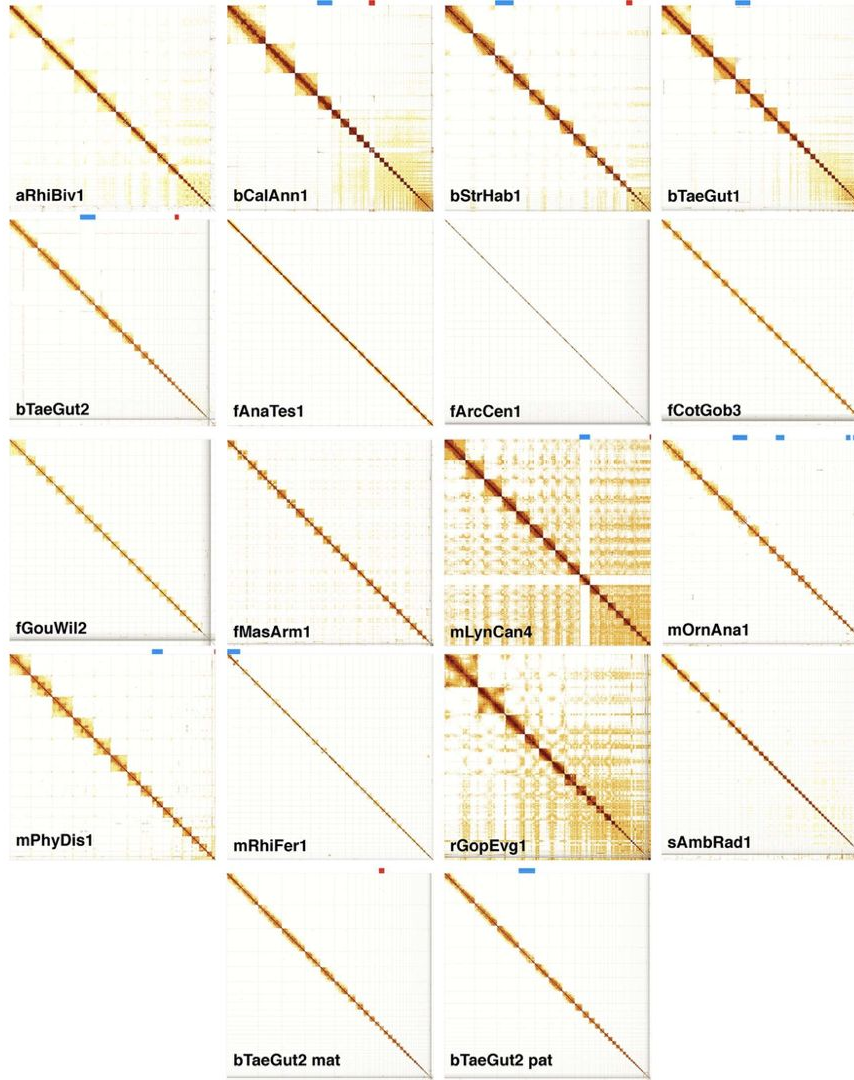 aRhiBiv1
bCalAnn1
bStrHab1
bTaeGut1
bTaeGut2
fAnaTes1
fArcCen1
fCotGob3
fGouWil2
fMasArm1
mLynCan4
mOrnAna1
mPhyDis1
mRhiFer1
rGopEvg1
sAmbRad1
bTaeGut2 mat
bTaeGut2 pat